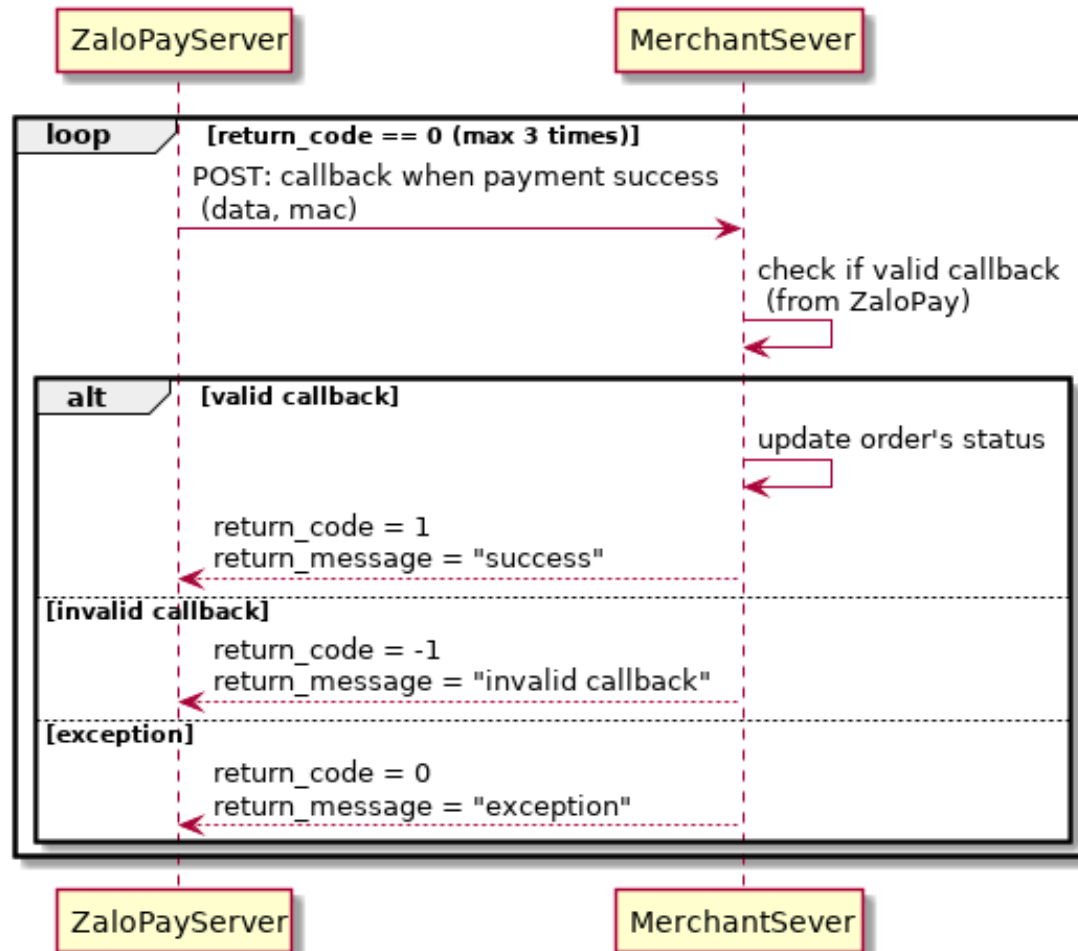 ZaloPayServer
MerchantSever
loop
[return_code == 0 (max 3 times)]
POST: callback when payment success
(data, mac)
check if valid callback
(from ZaloPay)
alt
[valid callback]
update order's status
return_code = 1
return_message = "success"
[invalid callback]
return_code = -1
return_message = "invalid callback"
[exception]
return_code = 0
return_message = "exception"
ZaloPayServer
MerchantSever